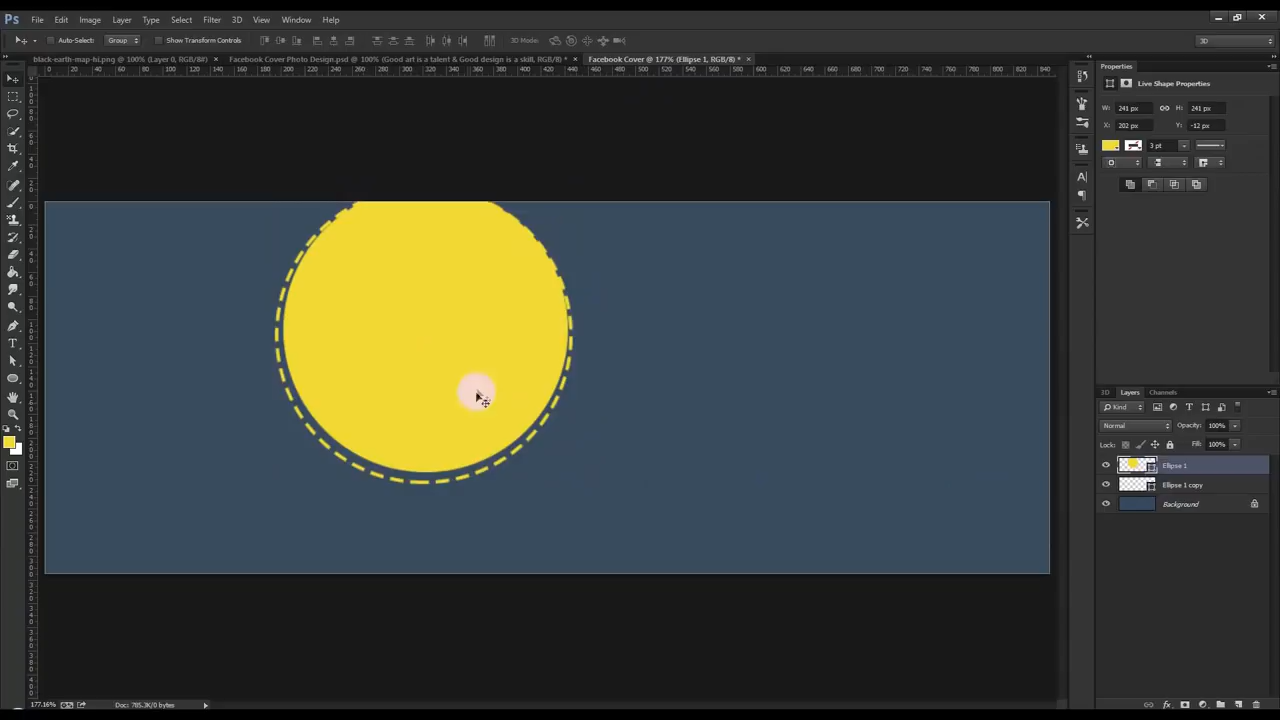 Ps File Edit Image Layer Type Select Filter 3D View Window Help
Auto-Select: Group Show Transform Controls 3D Mode: 3D
black-earth-map-hi.png @ 100% (Layer 0, RGB/8#) × Facebook Cover Photo Design.psd @ 100% (Good art is a talent & Good design is a skill, RGB/8) * × Facebook Cover @ 177% (Ellipse 1, RGB/8) * ×
Properties
Live Shape Properties
W: 241 px H: 241 px
X: 202 px Y: -12 px
3 pt
3D Layers Channels
Kind
Normal Opacity: 100%
Lock: Fill: 100%
Ellipse 1
Ellipse 1 copy
Background
177.16% Doc: 785.3K/0 bytes